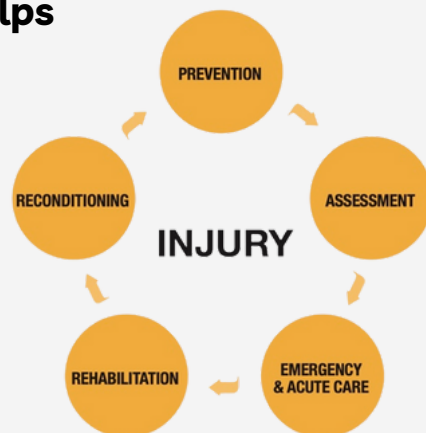 lps
PREVENTION
ASSESSMENT
EMERGENCY
& ACUTE CARE
REHABILITATION
RECONDITIONING
INJURY